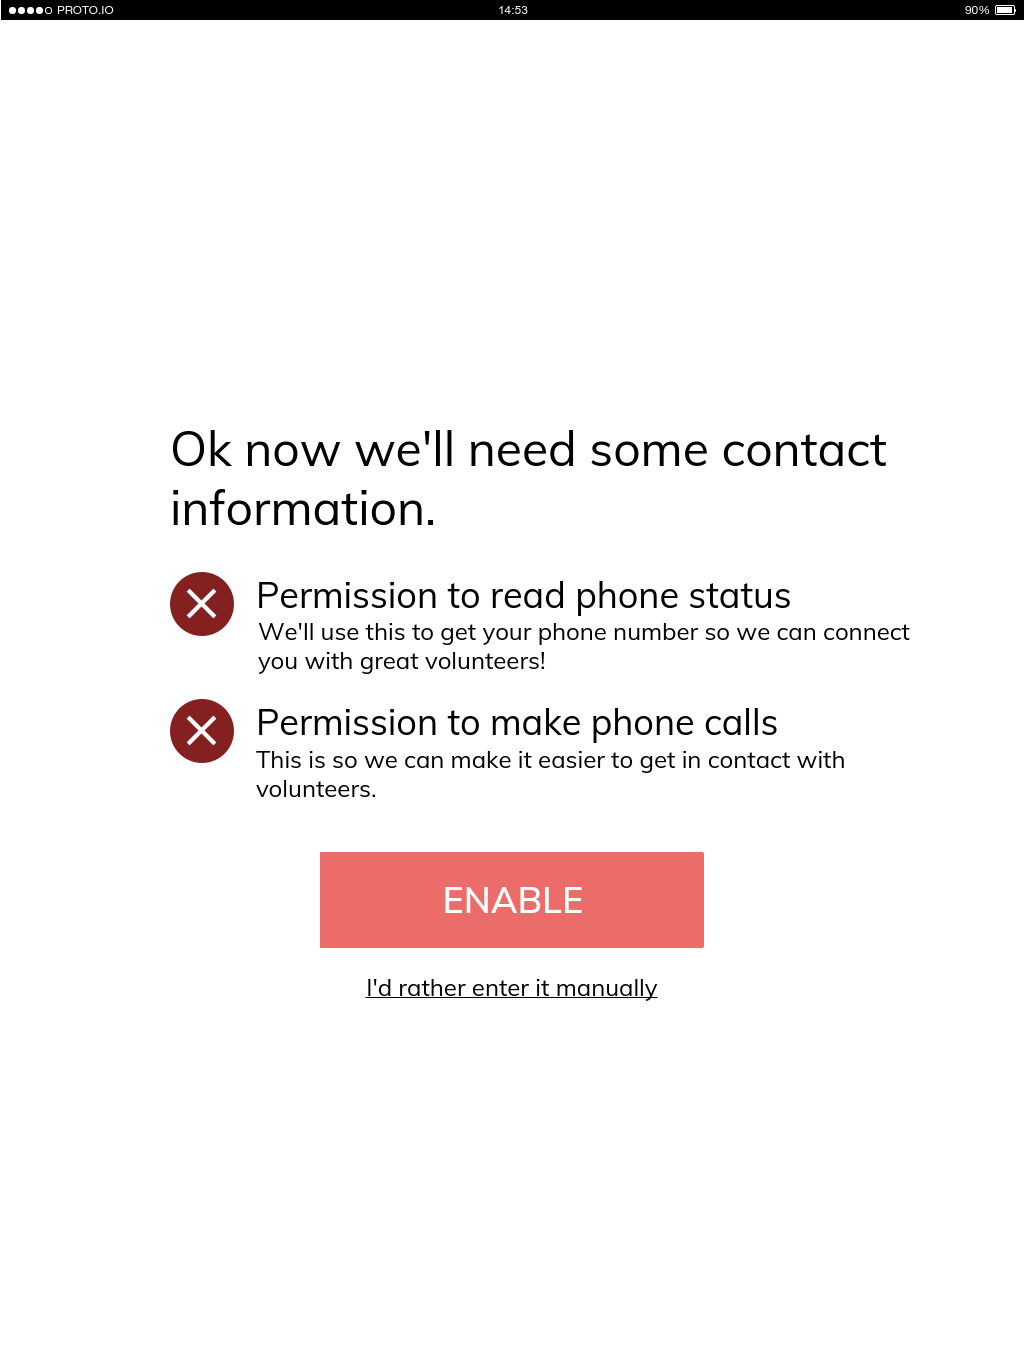 PROTO.IO 14:53 90%
Ok now we'll need some contact
information.
Permission to read phone status
We'll use this to get your phone number so we can connect
you with great volunteers!
Permission to make phone calls
This is so we can make it easier to get in contact with
volunteers.
ENABLE
I'd rather enter it manually